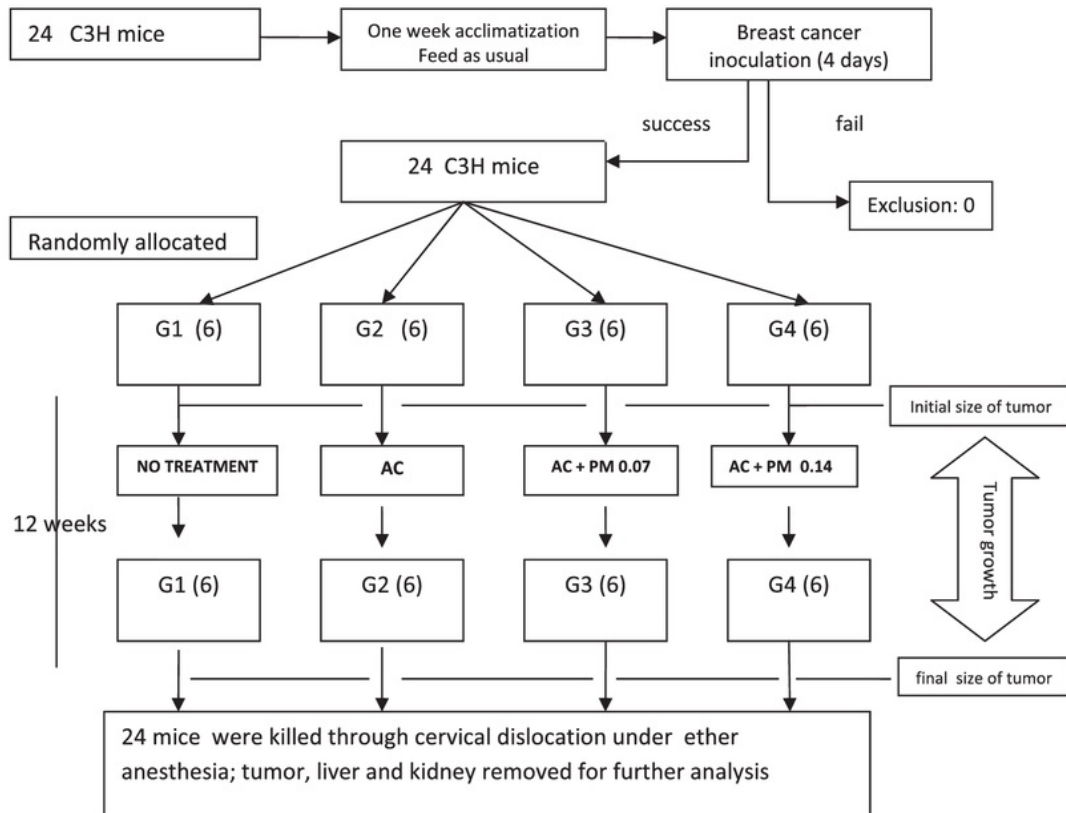 24 C3H mice
One week acclimatization
Feed as usual
Breast cancer
inoculation (4 days)
success
fail
24 C3H mice
Exclusion: 0
Randomly allocated
G1 (6)
G2 (6)
G3 (6)
G4 (6)
Initial size of tumor
NO TREATMENT
AC
AC + PM 0.07
AC + PM 0.14
12 weeks
Tumor growth
G1 (6)
G2 (6)
G3 (6)
G4 (6)
final size of tumor
24 mice were killed through cervical dislocation under ether
anesthesia; tumor, liver and kidney removed for further analysis